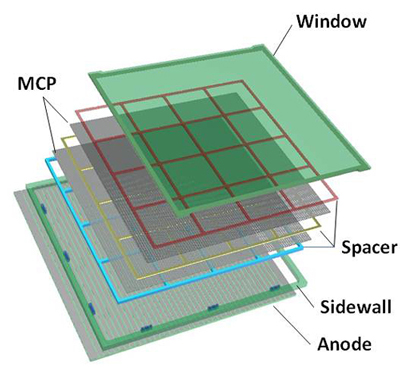 Window
MCP
Spacer
Sidewall
Anode